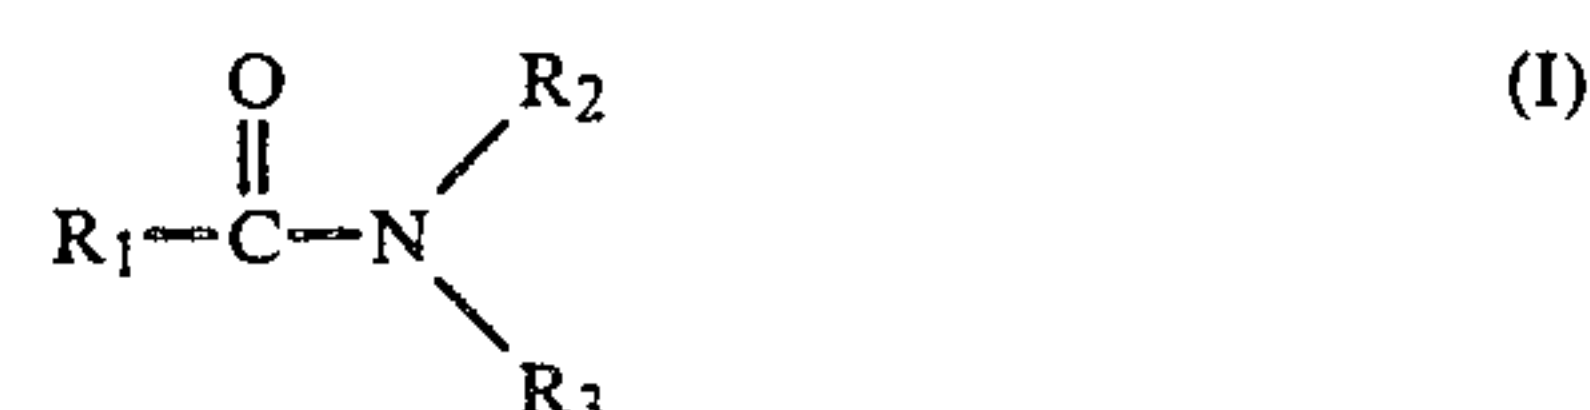 O R₂ (I)
R₁–C–N
R₃